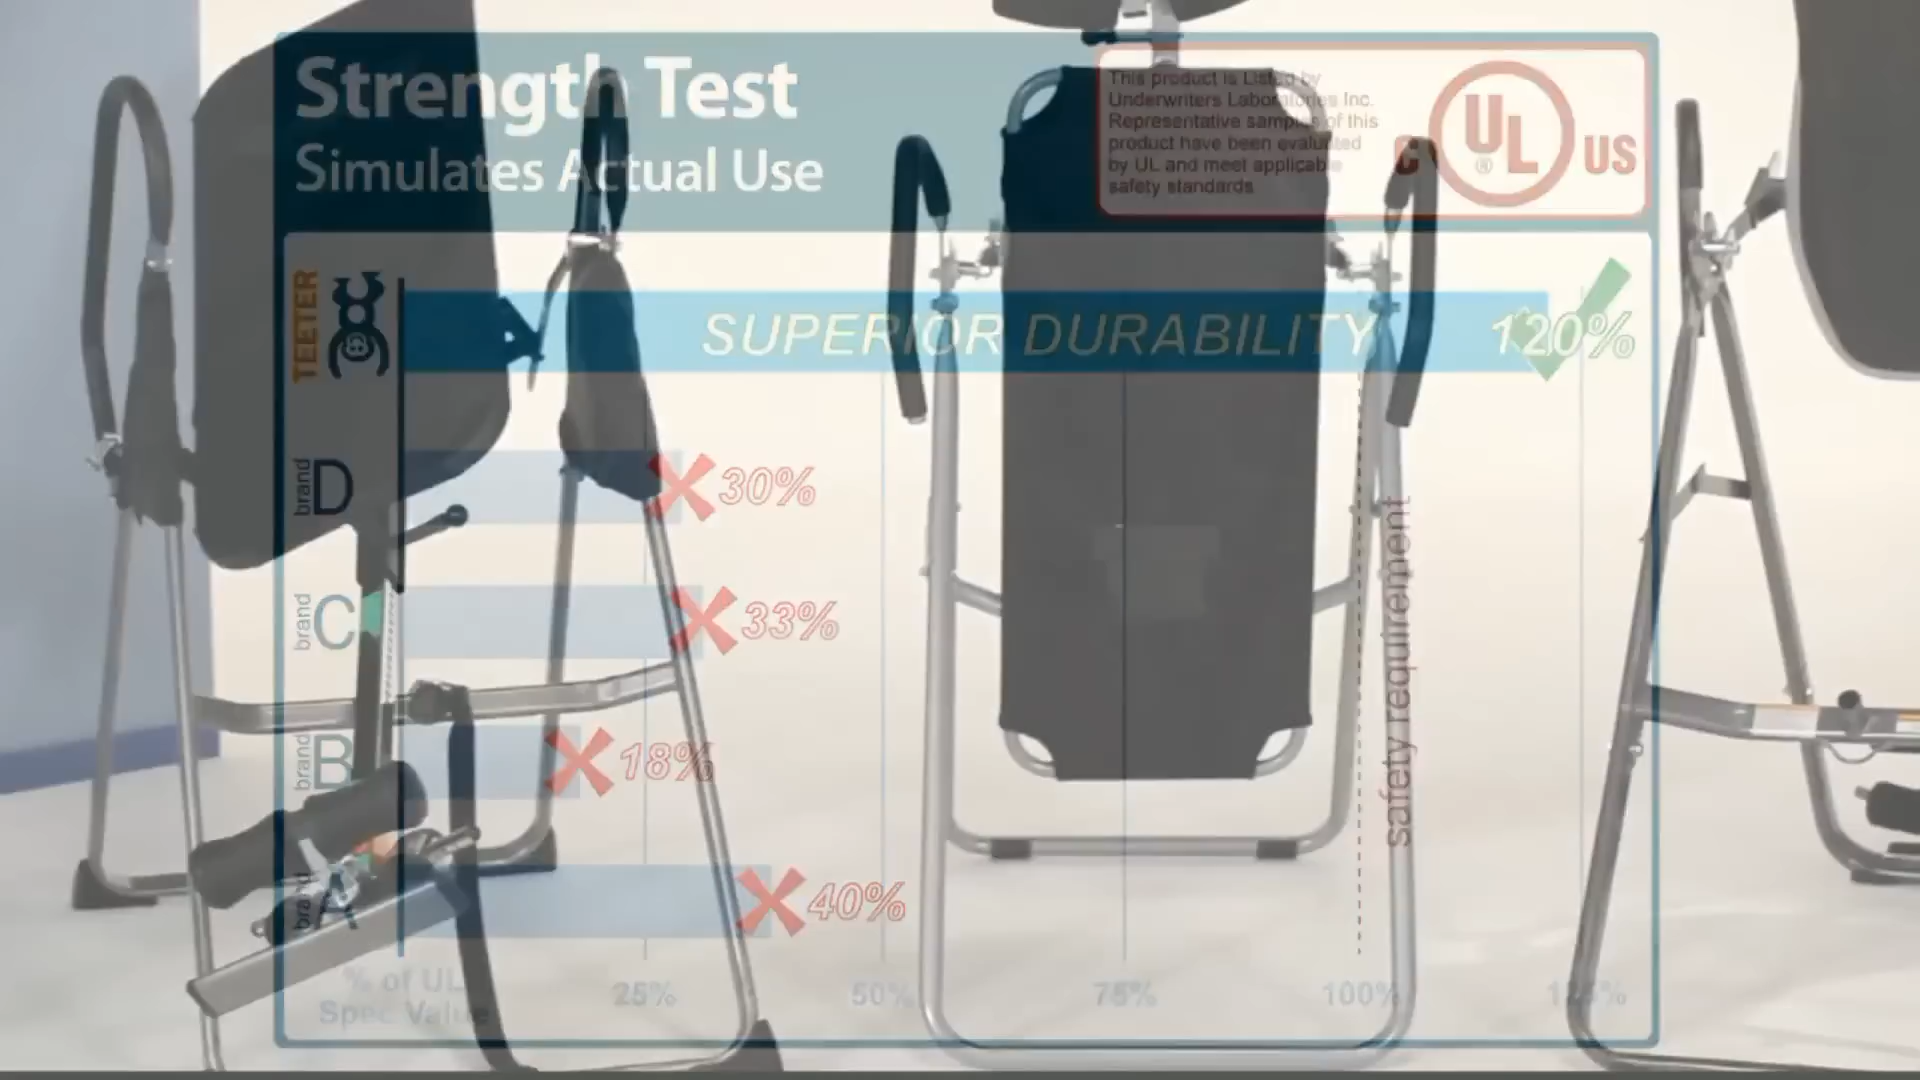 Strength Test
Simulates Actual Use
This product is Listed by
Underwriters Laboratories Inc.
Representative samples of this
product have been evaluated
by UL and meet applicable
safety standards
C UL US
®
TEETER
SUPERIOR DURABILITY
120%
brand D
30%
brand C
33%
safety requirement
brand B
18%
brand A
40%
% of UL
Spec Value
25%
50%
75%
100%
125%